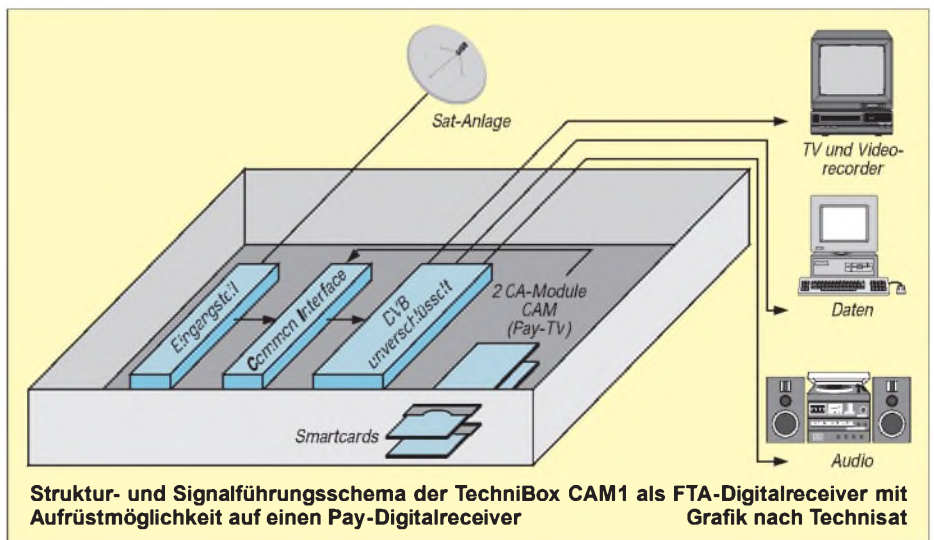 Sat-Anlage
TV und Video-
recorder
Eingangsteil
Common Interface
DVB
unverschlüsselt
2 CA-Module
CAM
(Pay-TV)
Daten
Smartcards
Audio
Struktur- und Signalführungsschema der TechniBox CAM1 als FTA-Digitalreceiver mit
Aufrüstmöglichkeit auf einen Pay-Digitalreceiver Grafik nach Technisat